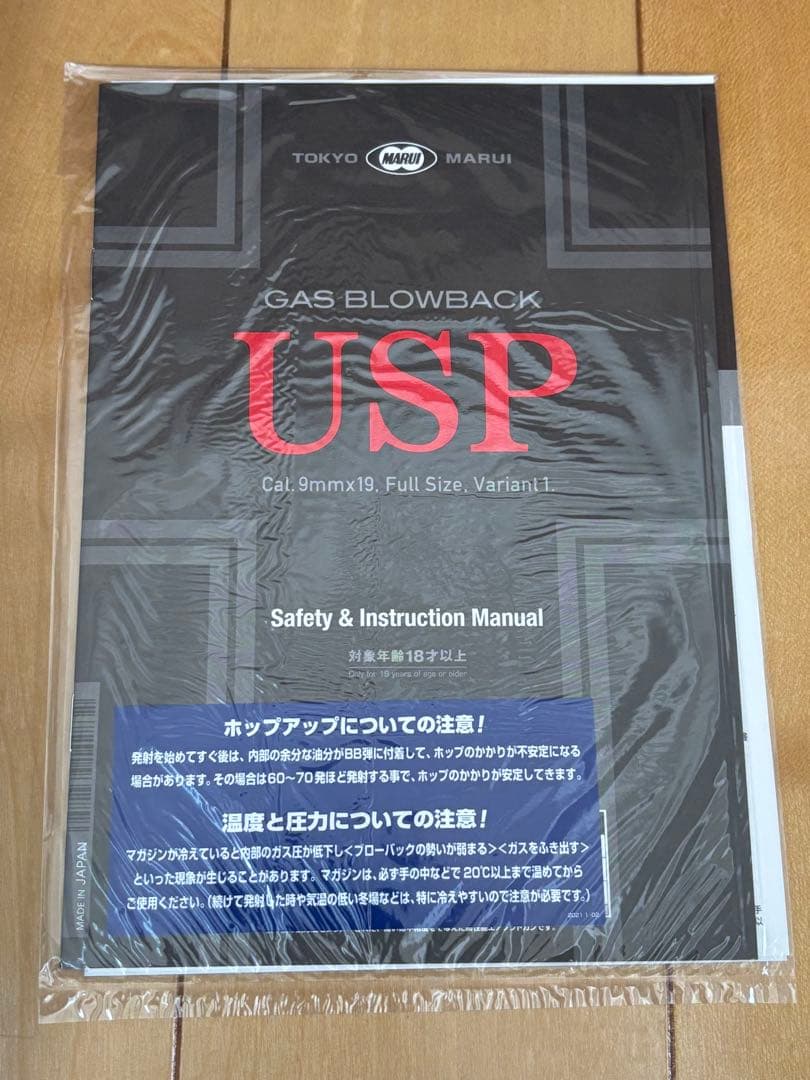 TOKYO MARUI MARUI
GAS BLOWBACK
USP
Cal. 9mmx19, Full Size, Variant 1.
Safety & Instruction Manual
対象年齢18才以上
Only for 18 years of age or older
ホップアップについての注意!
発射を始めてすぐ後は、内部の余分な油分がBB弾に付着して、ホップのかかりが不安定になる
場合があります。その場合は60〜70発ほど発射する事で、ホップのかかりが安定してきます。
温度と圧力についての注意!
マガジンが冷えていると内部のガス圧が低下しく<ブローバックの勢いが弱まる><ガスをふき出す>
といった現象が生じることがあります。マガジンは、必ず手の中などで20℃以上まで温めてから
ご使用ください。(続けて発射した時や気温の低い冬場などは、特に冷えやすいので注意が必要です。)
2021 1-02
MADE IN JAPAN